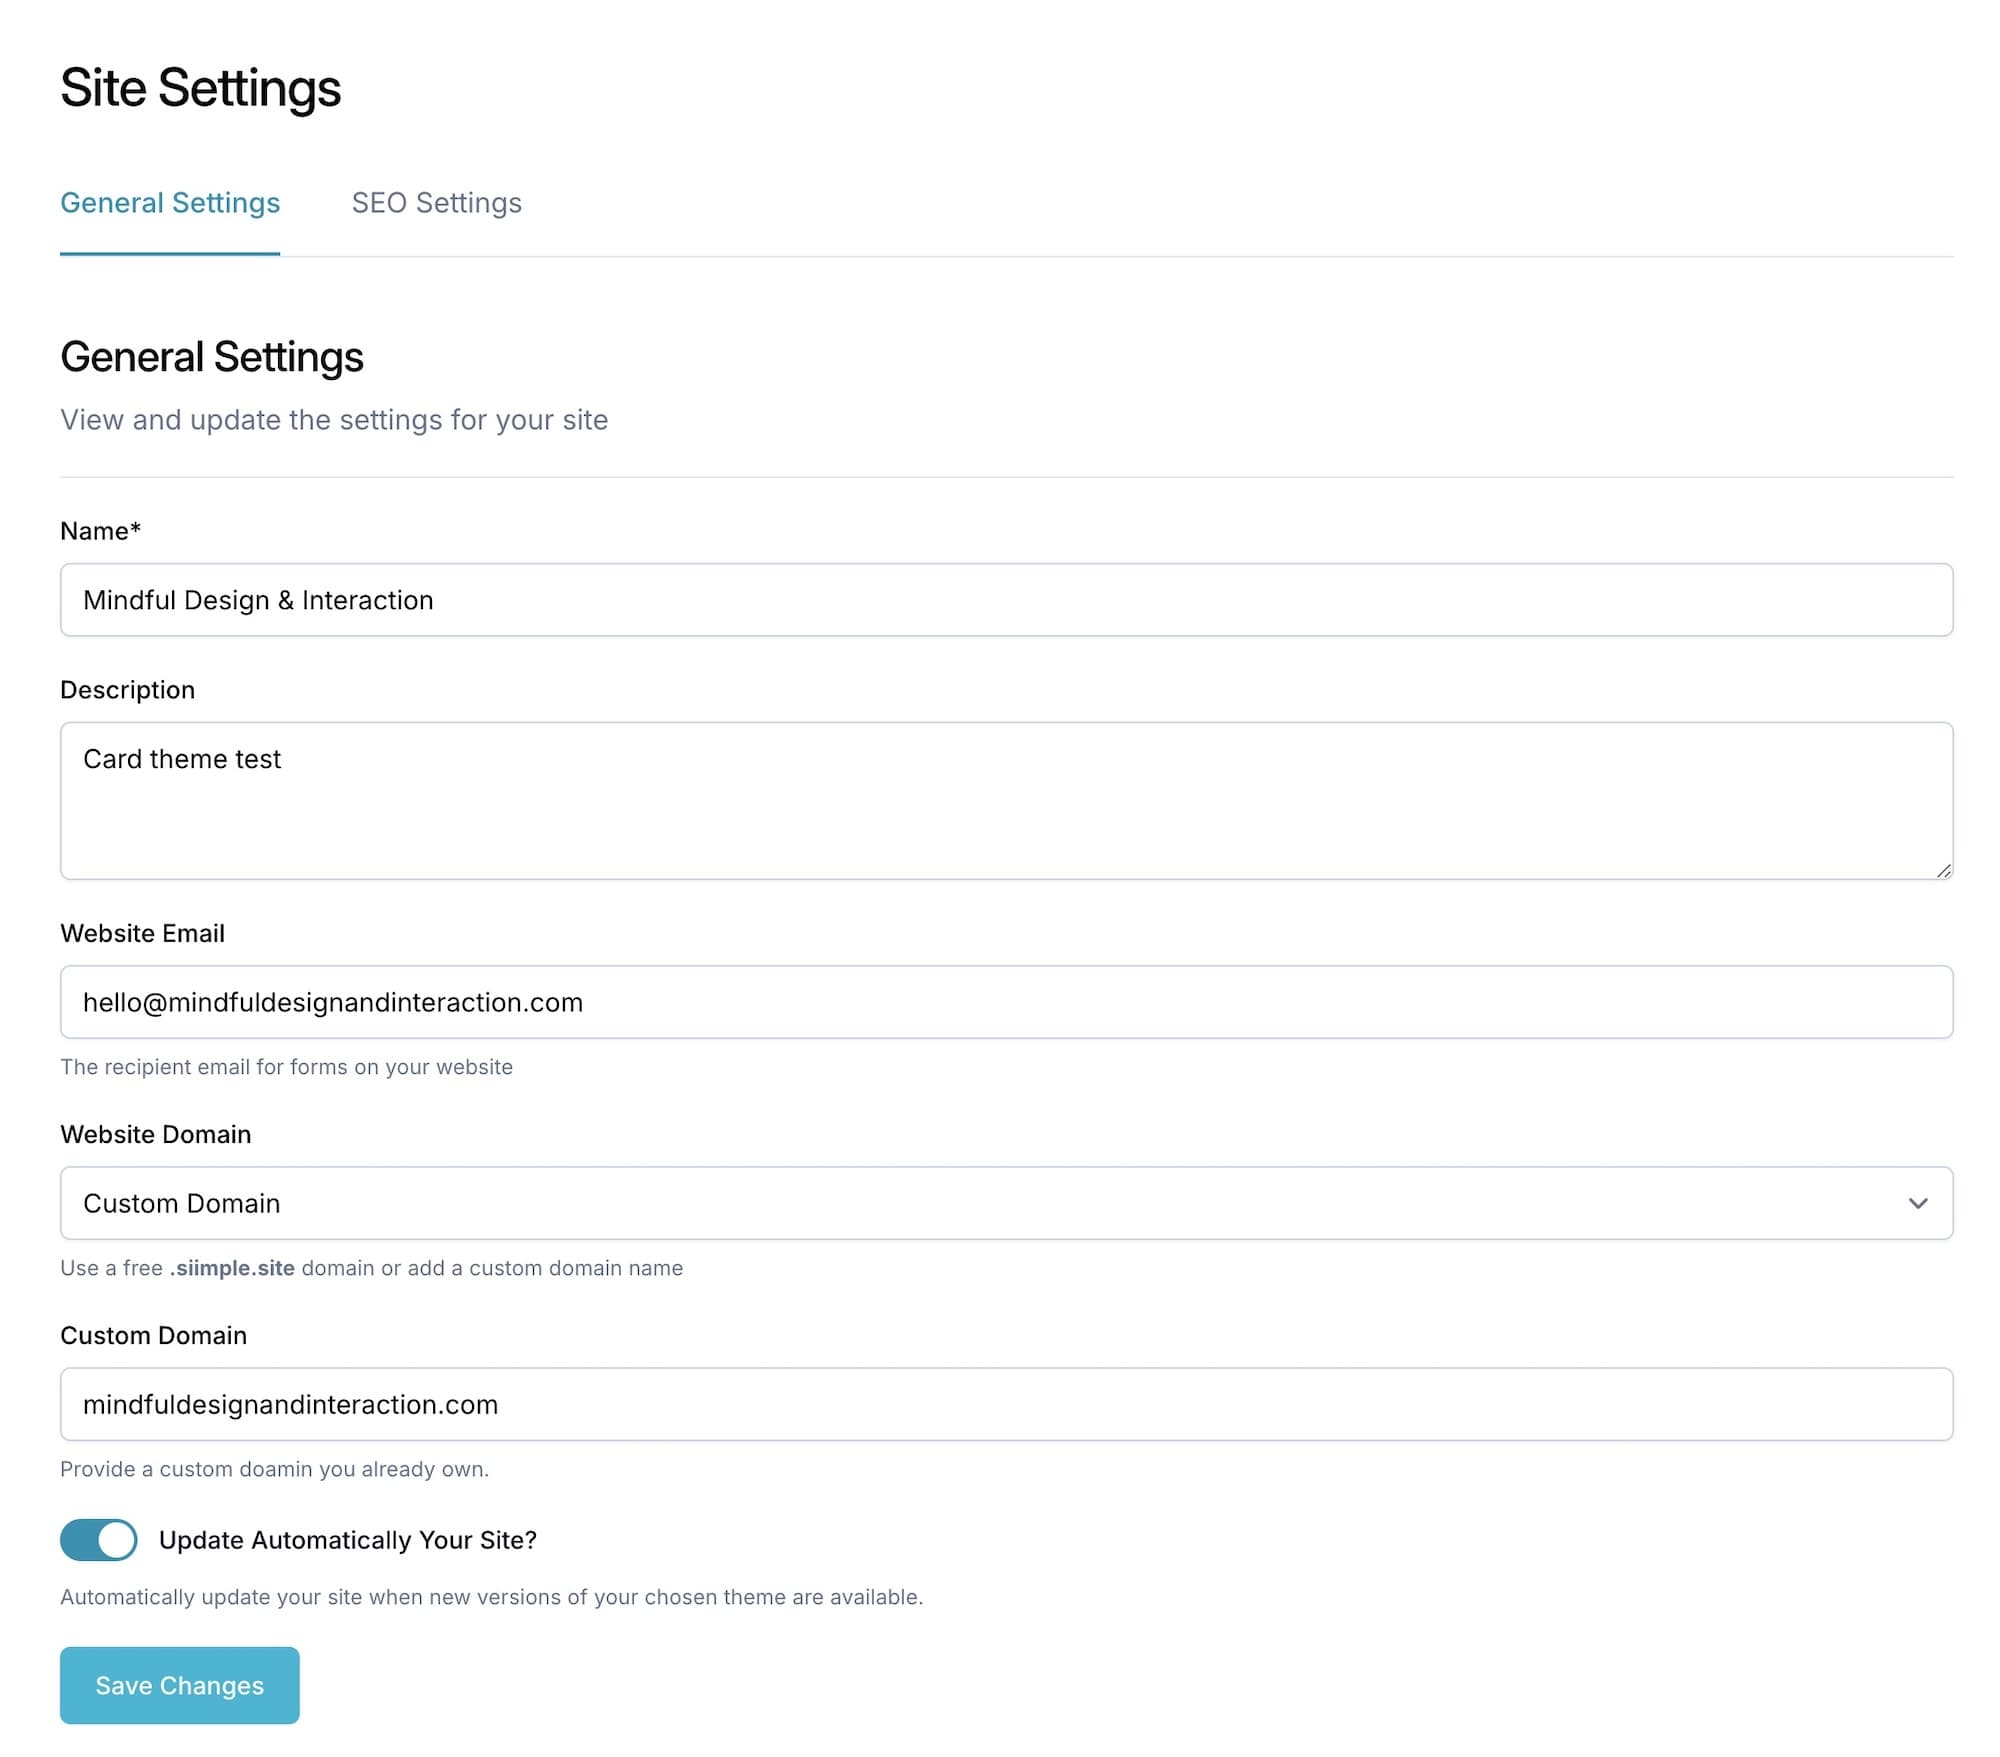 Site Settings
General Settings
SEO Settings
General Settings
View and update the settings for your site
Name*
Mindful Design & Interaction
Description
Card theme test
Website Email
hello@mindfuldesignandinteraction.com
The recipient email for forms on your website
Website Domain
Custom Domain
Use a free .siimple.site domain or add a custom domain name
Custom Domain
mindfuldesignandinteraction.com
Provide a custom doamin you already own.
Update Automatically Your Site?
Automatically update your site when new versions of your chosen theme are available.
Save Changes